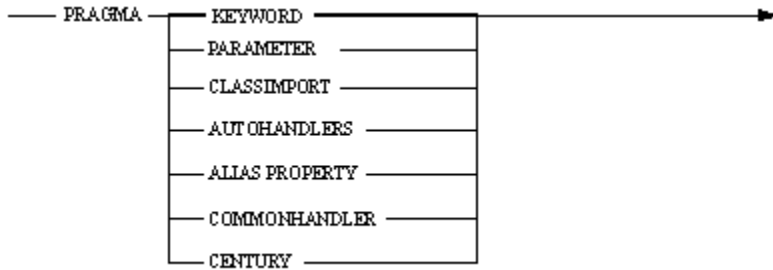 PRAGMA KEYWORD
PARAMETER
CLASSIMPORT
AUTOHANDLERS
ALIAS PROPERTY
COMMONHANDLER
CENTURY